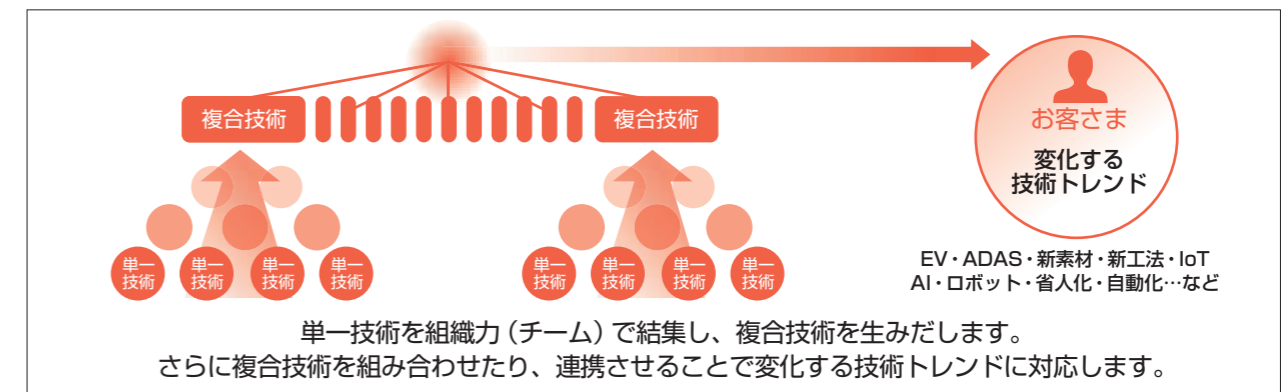 複合技術
複合技術
お客さま
変化する
技術トレンド
単一
技術
単一
技術
単一
技術
単一
技術
単一
技術
単一
技術
単一
技術
単一
技術
EV・ADAS・新素材・新工法・IoT
AI・ロボット・省人化・自動化…など
単一技術を組織力（チーム）で結集し、複合技術を生みだします。
さらに複合技術を組み合わせたり、連携させることで変化する技術トレンドに対応します。